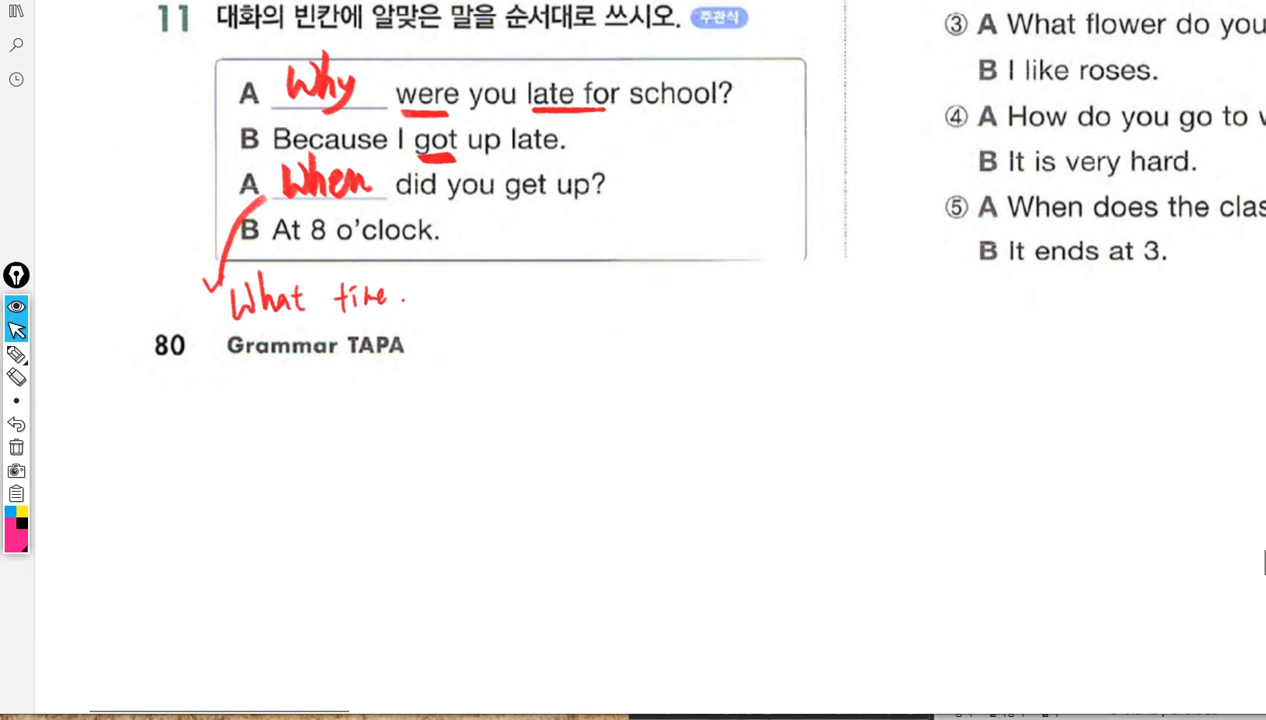 11 대화의 빈칸에 알맞은 말을 순서대로 쓰시오. 주관식
A Why were you late for school?
B Because I got up late.
A When did you get up?
B At 8 o'clock.
What time.
80 Grammar TAPA
③ A What flower do you
B I like roses.
④ A How do you go to
B It is very hard.
⑤ A When does the clas
B It ends at 3.